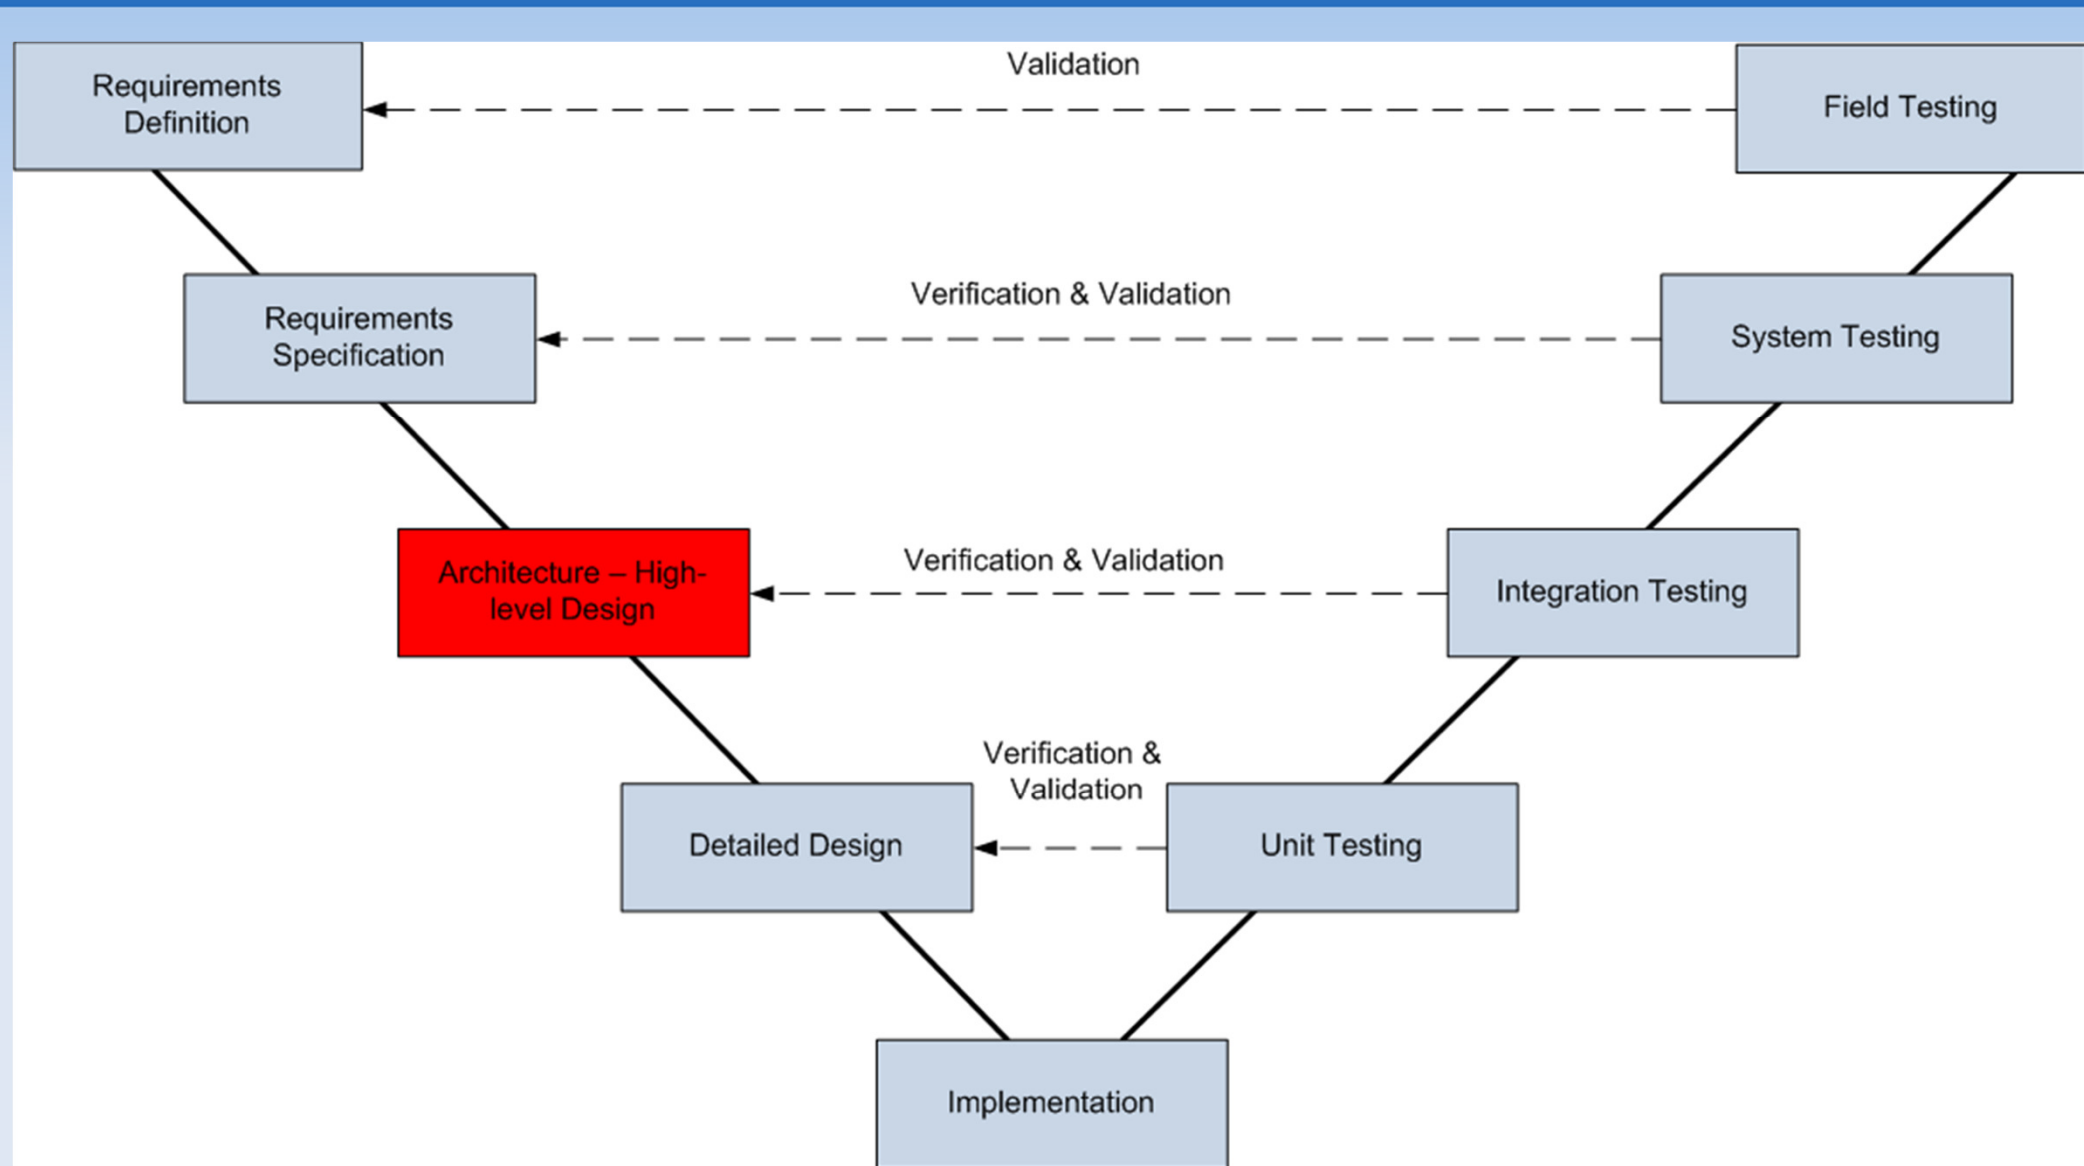 Requirements
Definition
Validation
Field Testing
Requirements
Specification
Verification & Validation
System Testing
Architecture – High-
level Design
Verification & Validation
Integration Testing
Verification &
Validation
Detailed Design
Unit Testing
Implementation